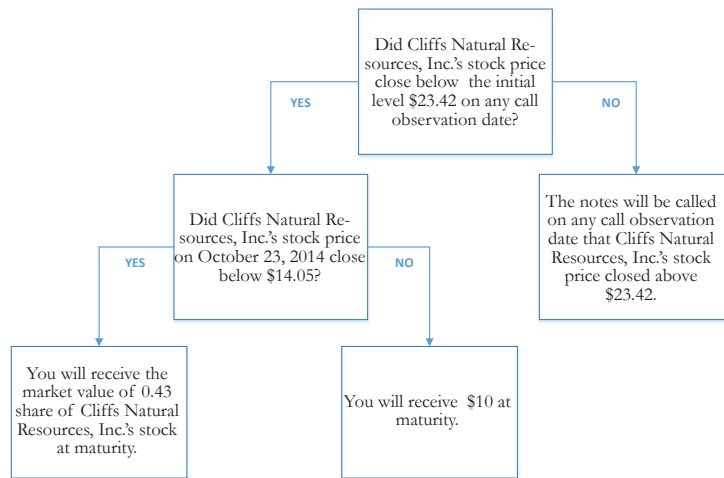 Did Cliffs Natural Re-
sources, Inc.'s stock price
close below the initial
level $23.42 on any call
observation date?
YES
NO
Did Cliffs Natural Re-
sources, Inc.'s stock price
on October 23, 2014 close
below $14.05?
The notes will be called
on any call observation
date that Cliffs Natural
Resources, Inc.'s stock
price closed above
$23.42.
YES
NO
You will receive the
market value of 0.43
share of Cliffs Natural
Resources, Inc.'s stock
at maturity.
You will receive $10 at
maturity.